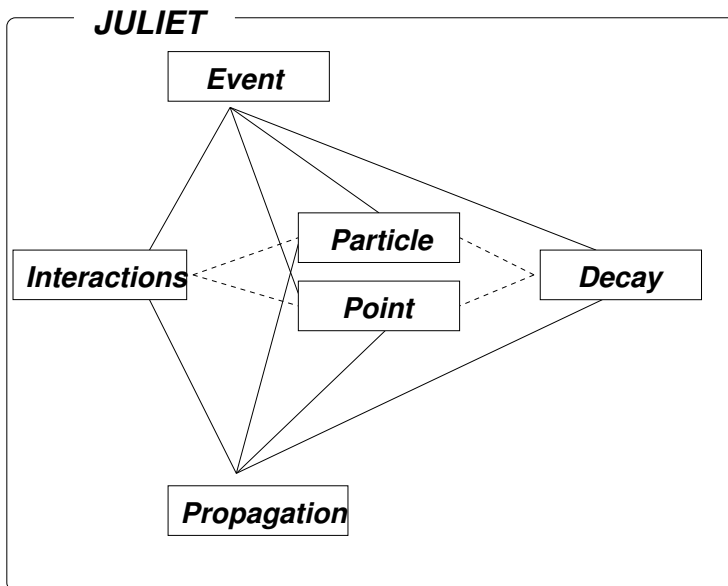 JULIET
Event
Particle
Interactions
Decay
Point
Propagation